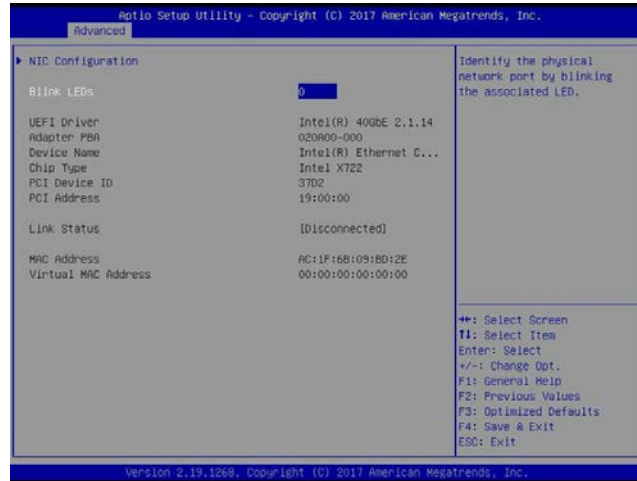 Aptio Setup Utility - Copyright (C) 2017 American Megatrends, Inc.
Advanced
NIC Configuration
Blink LEDs 0
UEFI Driver Intel(R) 40GbE 2.1.14
Adapter PBA 020A00-000
Device Name Intel(R) Ethernet C...
Chip Type Intel X722
PCI Device ID 37D2
PCI Address 19:00:00
Link Status [Disconnected]
MAC Address AC:1F:6B:09:BD:2E
Virtual MAC Address 00:00:00:00:00:00
Identify the physical
network port by blinking
the associated LED.
→←: Select Screen
↑↓: Select Item
Enter: Select
+/-: Change Opt.
F1: General Help
F2: Previous Values
F3: Optimized Defaults
F4: Save & Exit
ESC: Exit
Version 2.19.1268. Copyright (C) 2017 American Megatrends, Inc.